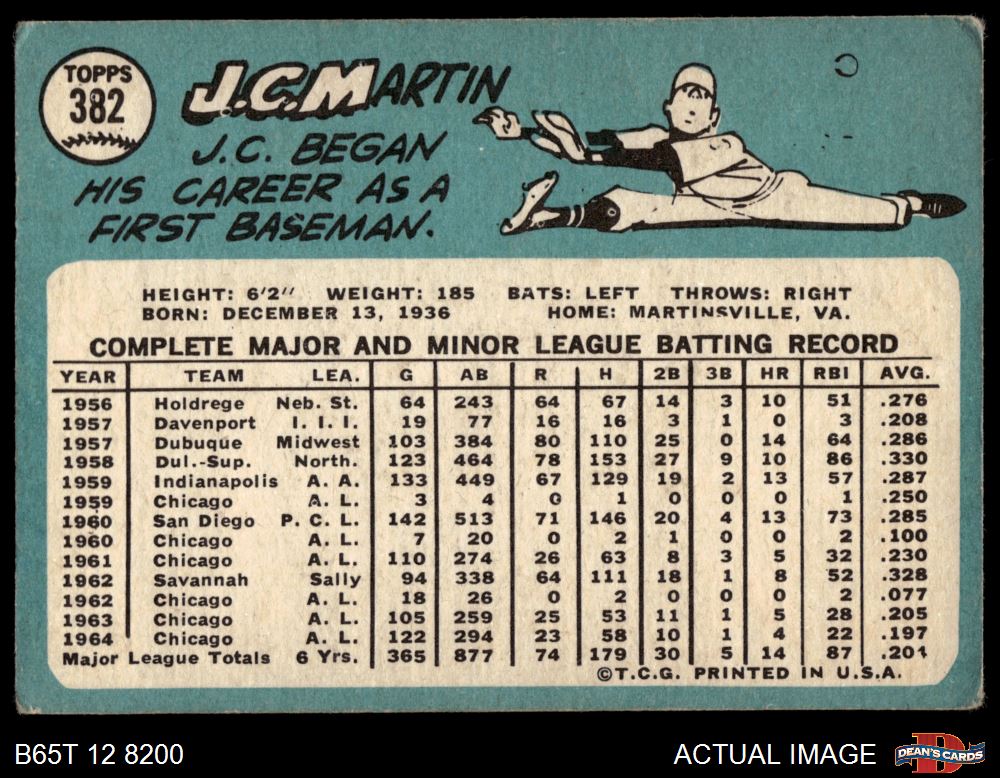 TOPPS
382
J.C. MARTIN
J.C. BEGAN
HIS CAREER AS A
FIRST BASEMAN.
HEIGHT: 6'2" WEIGHT: 185 BATS: LEFT THROWS: RIGHT
BORN: DECEMBER 13, 1936 HOME: MARTINSVILLE, VA.
COMPLETE MAJOR AND MINOR LEAGUE BATTING RECORD
YEAR TEAM LEA. G AB R H 2B 3B HR RBI AVG.
1956 Holdrege Neb. St. 64 243 64 67 14 3 10 51 .276
1957 Davenport I. I. I. 19 77 16 16 3 1 0 3 .208
1957 Dubuque Midwest 103 384 80 110 25 0 14 64 .286
1958 Dul.-Sup. North. 123 464 78 153 27 9 10 86 .330
1959 Indianapolis A. A. 133 449 67 129 19 2 13 57 .287
1959 Chicago A. L. 3 4 0 1 0 0 0 1 .250
1960 San Diego P. C. L. 142 513 71 146 20 4 13 73 .285
1960 Chicago A. L. 7 20 0 2 1 0 0 2 .100
1961 Chicago A. L. 110 274 26 63 8 3 5 32 .230
1962 Savannah Sally 94 338 64 111 18 1 8 52 .328
1962 Chicago A. L. 18 26 0 2 0 0 0 2 .077
1963 Chicago A. L. 105 259 25 53 11 1 5 28 .205
1964 Chicago A. L. 122 294 23 58 10 1 4 22 .197
Major League Totals 6 Yrs. 365 877 74 179 30 5 14 87 .204
©T.C.G. PRINTED IN U.S.A.
B65T 12 8200
ACTUAL IMAGE
DEAN'S CARDS